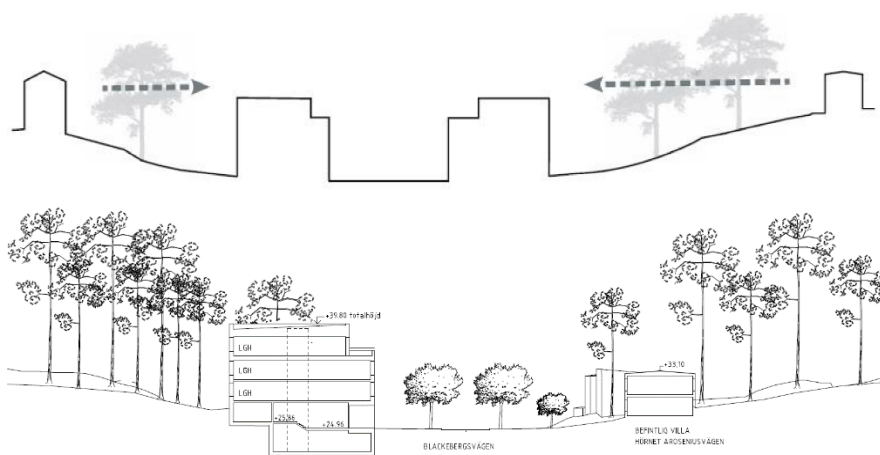 +39.80 totalhöjd
LGH
LGH
LGH
+25.86
+24.96
+33,10
BLACKEBERGSVÄGEN
BEFINTLIG VILLA
HÖRNET AROSENIUSVÄGEN